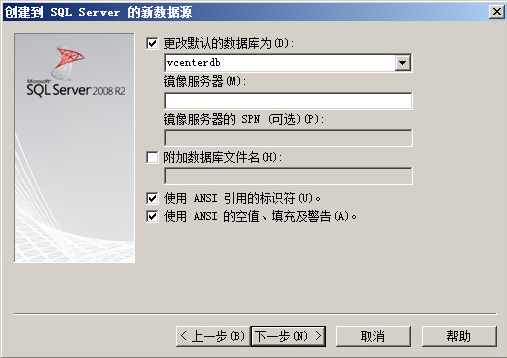 创建到 SQL Server 的新数据源
Microsoft
SQL Server 2008 R2
更改默认的数据库为(D):
vcenterdb
镜像服务器(M):
镜像服务器的 SPN (可选)(P):
附加数据库文件名(H):
使用 ANSI 引用的标识符(U)。
使用 ANSI 的空值、填充及警告(A)。
< 上一步(B) 下一步(N) > 取消 帮助